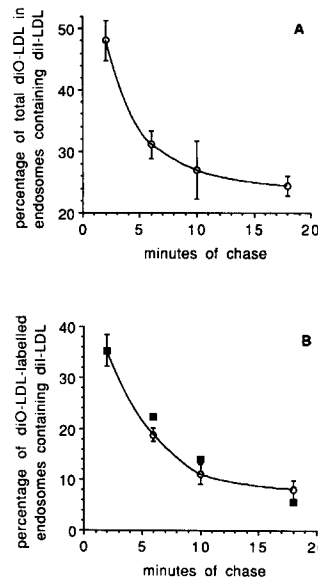 A
percentage of total diO-LDL in
endosomes containing diI-LDL
50
40
30
20
0 5 10 15 20
minutes of chase
B
percentage of diO-LDL-labelled
endosomes containing diI-LDL
40
30
20
10
0
0 5 10 15 20
minutes of chase